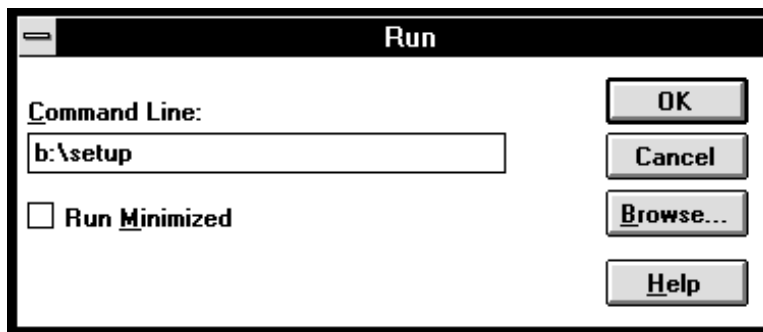 Run
Command Line:
b:\setup
Run Minimized
OK
Cancel
Browse...
Help